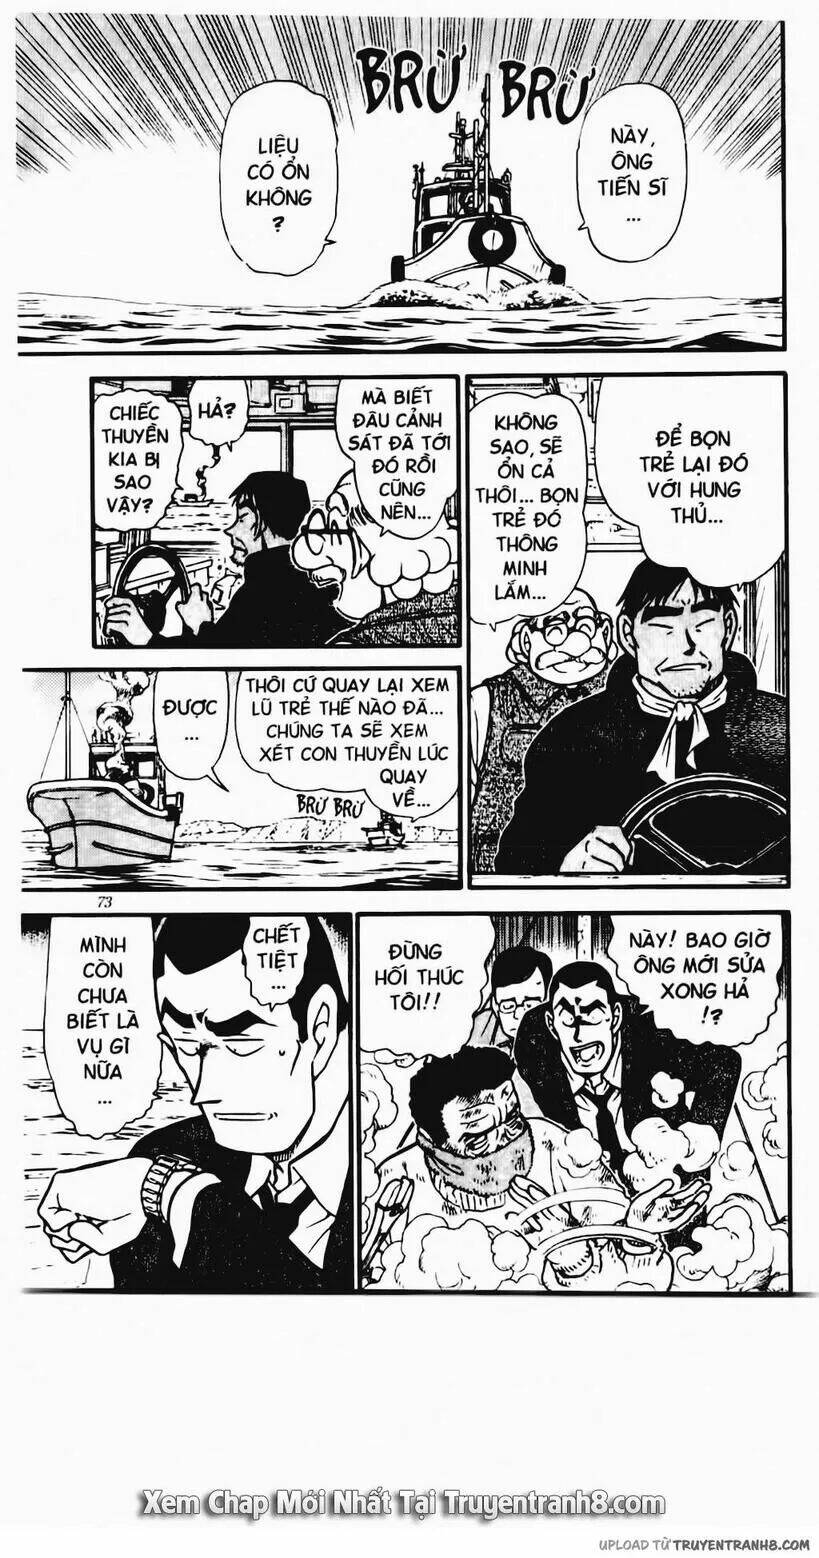 NÀY,
ÔNG
TIẾN SĨ
...
BRỪ BRỪ
LIỆU
CÓ ỔN
KHÔNG
?
ĐỂ BỌN
TRẺ LẠI ĐÓ
VỚI HUNG
THỦ...
KHÔNG
SAO, SẼ
ỔN CẢ
THÔI... BỌN
TRẺ ĐÓ
THÔNG
MINH
LẮM...
MÀ BIẾT
ĐÂU CẢNH
SÁT ĐÃ TỚI
ĐÓ RỒI
CŨNG
NÊN...
HẢ?
CHIẾC
THUYỀN
KIA BỊ
SAO
VẬY?
THÔI CỨ QUAY LẠI XEM
LŨ TRẺ THẾ NÀO ĐÃ...
CHÚNG TA SẼ XEM
XÉT CON THUYỀN LÚC
QUAY
VỀ...
BRỪ BRỪ
ĐƯỢC
...
73
NÀY! BAO GIỜ
ÔNG MỚI SỬA
XONG HẢ
!?
ĐỪNG
HỐI THÚC
TÔI!!
CHẾT
TIỆT
...
MÌNH
CÒN
CHƯA
BIẾT LÀ
VỤ GÌ
NỮA
...
Xem Chap Mới Nhất Tại Truyentranh8.com
UPLOAD TỪ TRUYENTRANH8.COM